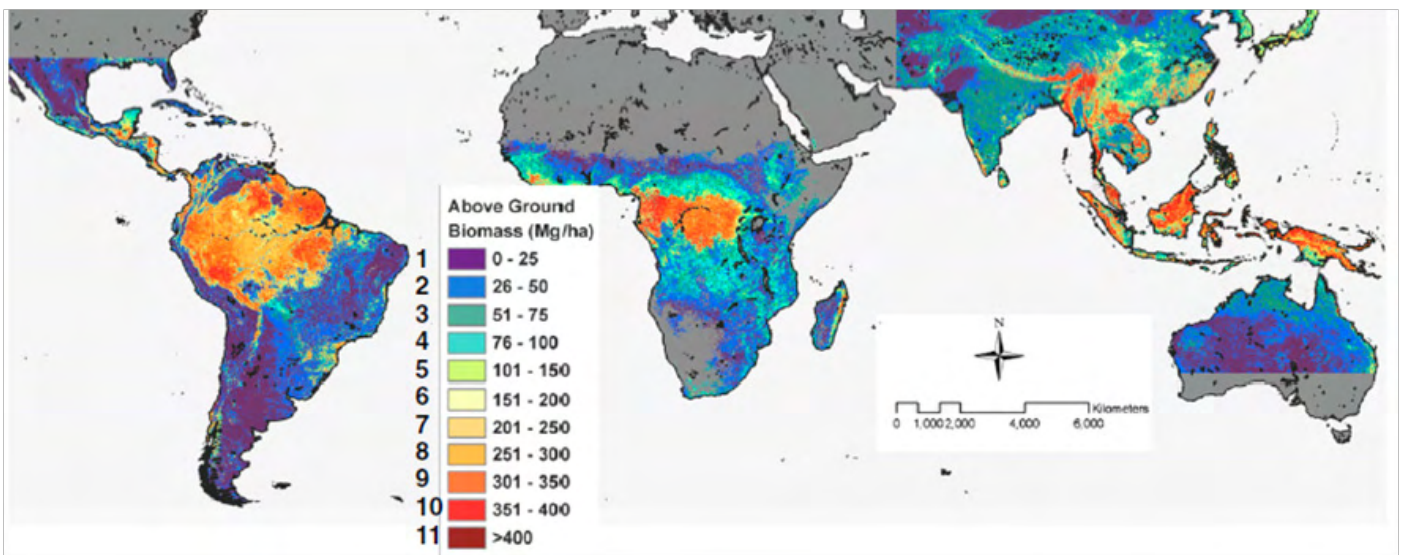 Above Ground
Biomass (Mg/ha)
1 0 - 25
2 26 - 50
3 51 - 75
4 76 - 100
5 101 - 150
6 151 - 200
7 201 - 250
8 251 - 300
9 301 - 350
10 351 - 400
11 >400
N
Kilometers
0 1,000 2,000 4,000 6,000